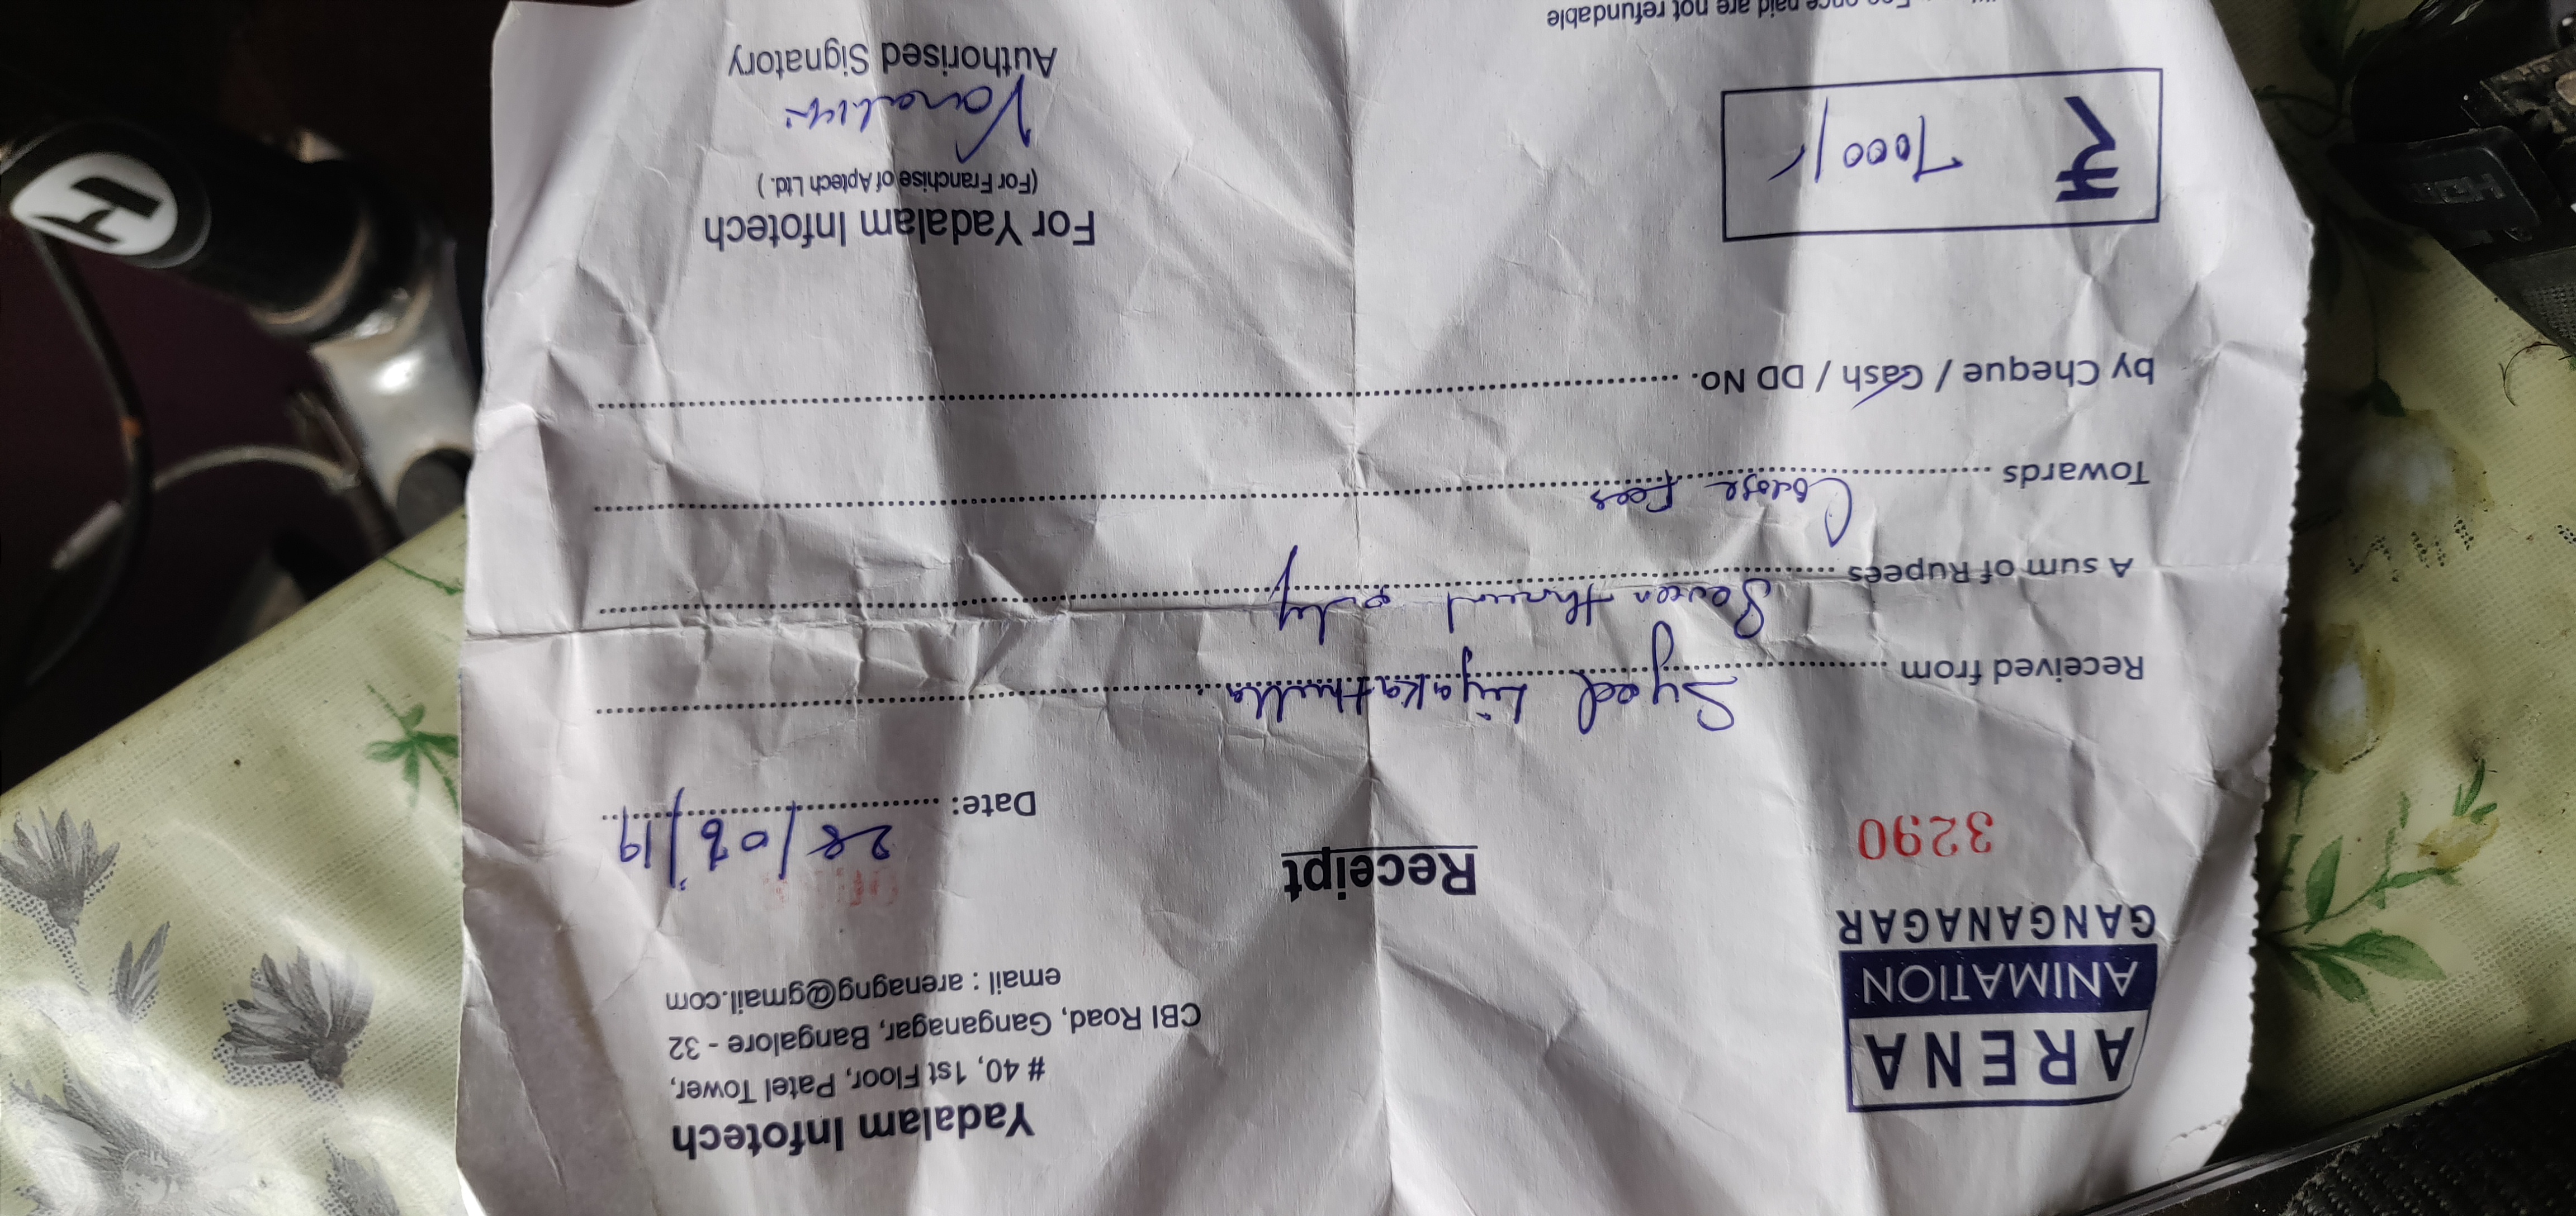 ARENA
ANIMATION
GANGANAGAR
3290
Yadalam Infotech
# 40, 1st Floor, Patel Tower,
CBI Road, Ganganagar, Bangalore - 32
email : arenagng@gmail.com
Receipt
Date: 28/08/19
Received from Syed Liyakathulla
A sum of Rupees Seven thousand only
Towards Course Fees
by Cheque / Cash / DD No.
₹ 7000/-
For Yadalam Infotech
(For Franchise of Aptech Ltd.)
Authorised Signatory
once paid are not refundable
H